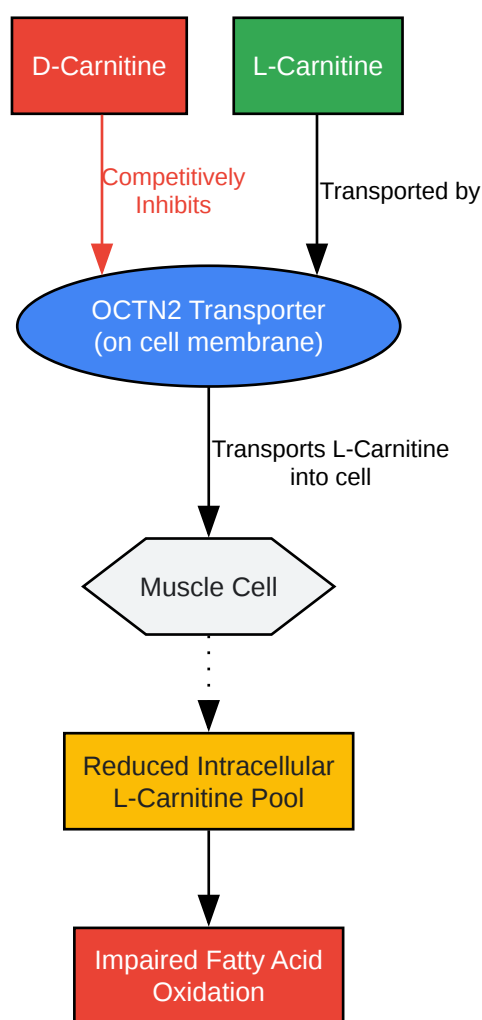 D-Carnitine
L-Carnitine
Competitively
Inhibits
Transported by
OCTN2 Transporter
(on cell membrane)
Transports L-Carnitine
into cell
Muscle Cell
Reduced Intracellular
L-Carnitine Pool
Impaired Fatty Acid
Oxidation